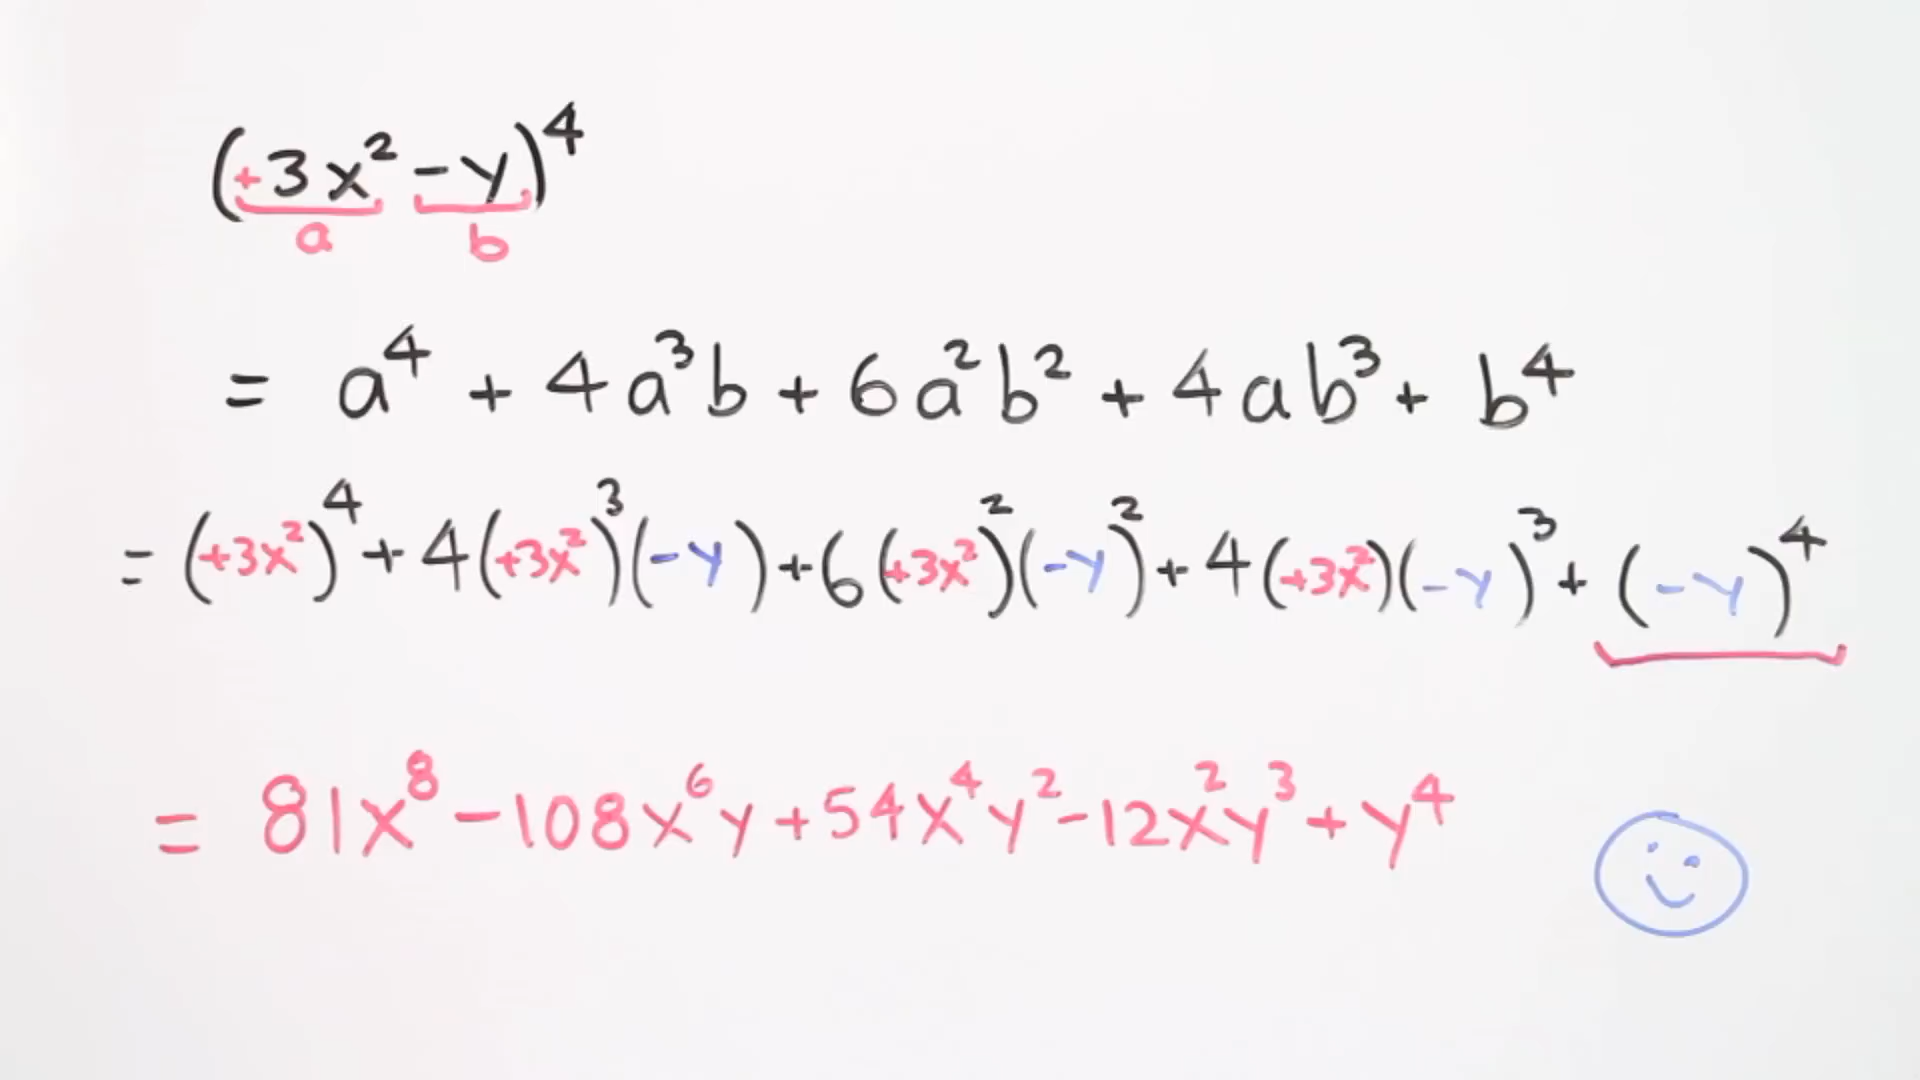 (+3x² -y)⁴
a b
= a⁴ + 4a³b + 6a²b² + 4ab³ + b⁴
= (+3x²)⁴ + 4(+3x²)³(-y) + 6(+3x²)²(-y)² + 4(+3x²)(-y)³ + (-y)⁴
= 81x⁸ - 108x⁶y + 54x⁴y² - 12x²y³ + y⁴